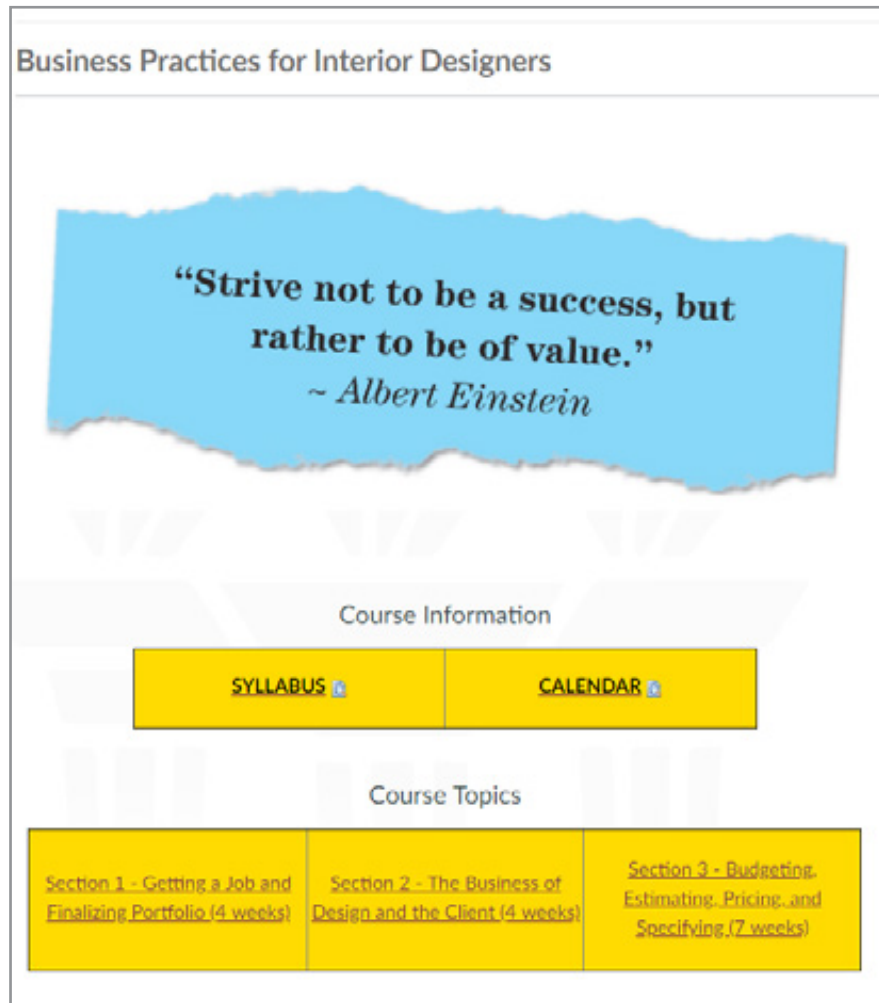 Business Practices for Interior Designers
“Strive not to be a success, but
rather to be of value.”
~ Albert Einstein
Course Information
SYLLABUS
CALENDAR
Course Topics
Section 1 - Getting a Job and
Finalizing Portfolio (4 weeks)
Section 2 - The Business of
Design and the Client (4 weeks)
Section 3 - Budgeting,
Estimating, Pricing, and
Specifying (7 weeks)